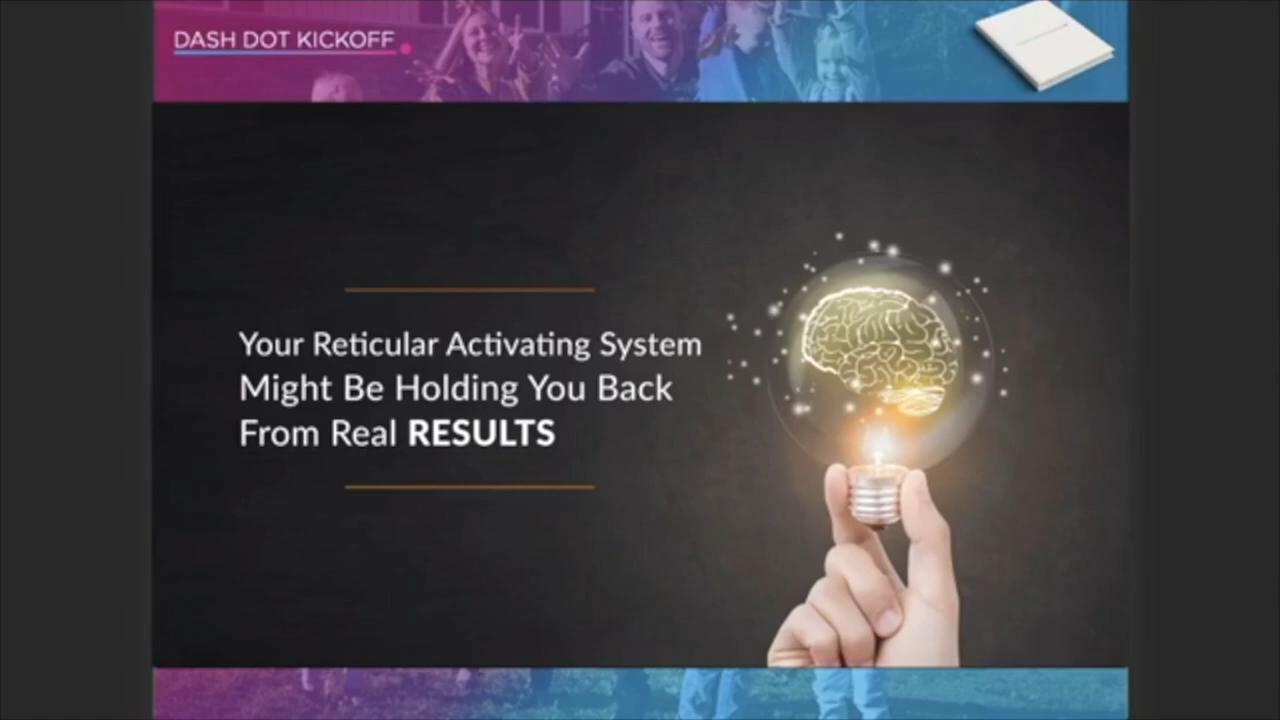 DASH DOT KICKOFF
Your Reticular Activating System
Might Be Holding You Back
From Real RESULTS